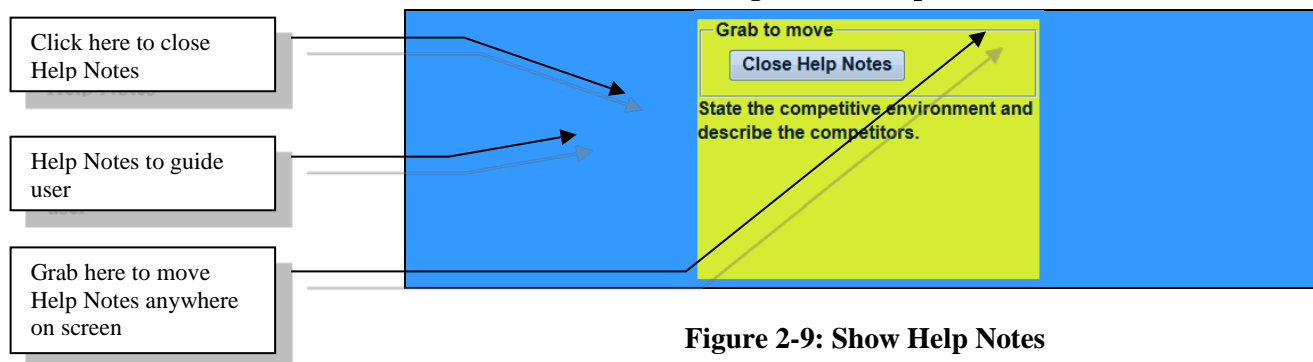 Click here to close
Help Notes
Help Notes to guide
user
Grab here to move
Help Notes anywhere
on screen
Grab to move
Close Help Notes
State the competitive environment and
describe the competitors.
Figure 2-9: Show Help Notes